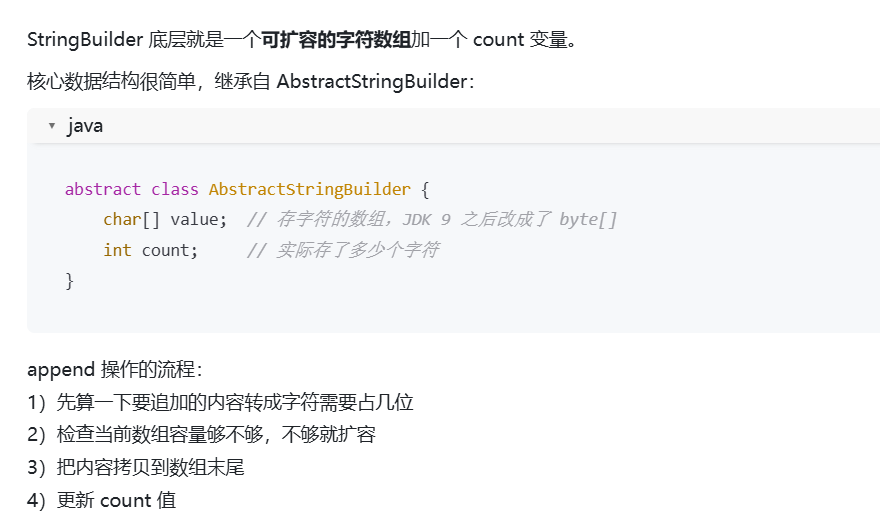 StringBuilder 底层就是一个可扩容的字符数组加一个 count 变量。
核心数据结构很简单，继承自 AbstractStringBuilder：
java
abstract class AbstractStringBuilder {
    char[] value;  // 存字符的数组，JDK 9 之后改成了 byte[]
    int count;     // 实际存了多少个字符
}
append 操作的流程：
1）先算一下要追加的内容转成字符需要占几位
2）检查当前数组容量够不够，不够就扩容
3）把内容拷贝到数组末尾
4）更新 count 值